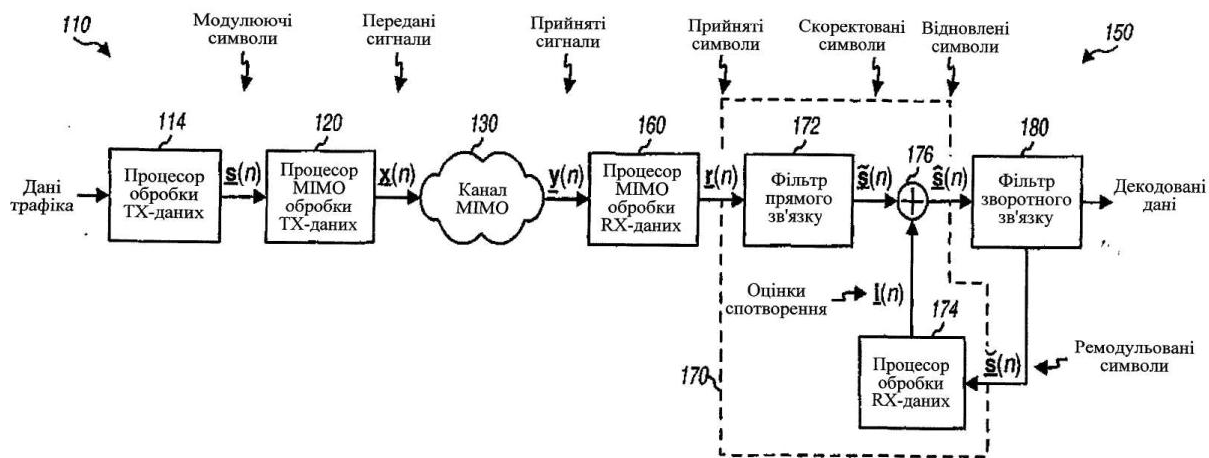 110
Модулюючі
символи
Передані
сигнали
Прийняті
сигнали
Прийняті
символи
Скоректовані
символи
Відновлені
символи
150
114
120
130
160
172
176
180
Дані
трафіка
Процесор
обробки
TX-даних
s(n)
Процесор
MIMO
обробки
TX-даних
x(n)
Канал
MIMO
y(n)
Процесор
MIMO
обробки
RX-даних
r(n)
Фільтр
прямого
зв'язку
s̃(n)
ŝ(n)
Фільтр
зворотного
зв'язку
Декодовані
дані
Оцінки
спотворення
i(n)
174
170
Процесор
обробки
RX-даних
š(n)
Ремодульовані
символи